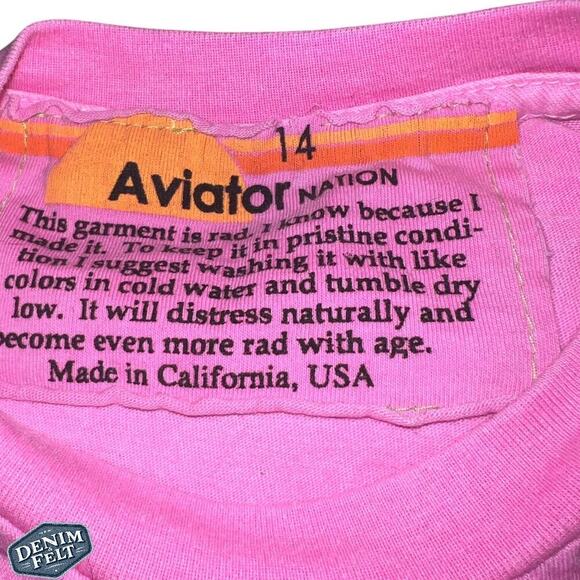 14
Aviator NATION
This garment is rad, I know because I
made it. To keep it in pristine condi-
tion I suggest washing it with like
colors in cold water and tumble dry
low. It will distress naturally and
become even more rad with age.
Made in California, USA
DENIM
& FELT